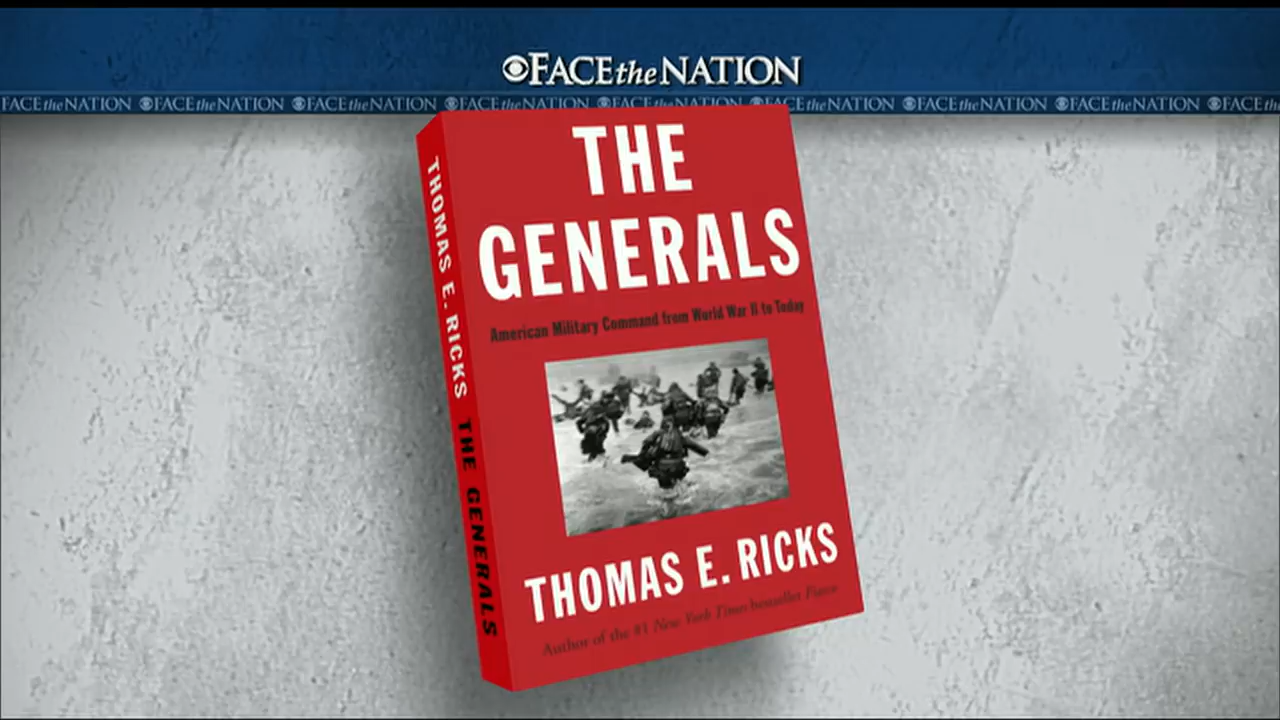 FACE the NATION
FACE the NATION FACE the NATION FACE the NATION FACE the NATION FACE the NATION FACE the NATION FACE the NATION FACE the
THOMAS E. RICKS THE GENERALS
THE
GENERALS
American Military Command from World War II to Today
THOMAS E. RICKS
Author of the #1 New York Times bestseller Fiasco